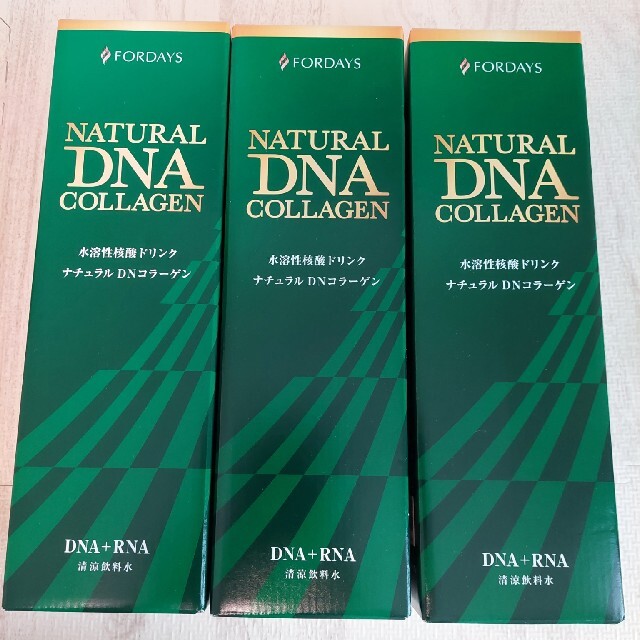 FORDAYS
NATURAL
DNA
COLLAGEN
水溶性核酸ドリンク
ナチュラル DNコラーゲン
DNA+RNA
清涼飲料水
FORDAYS
NATURAL
DNA
COLLAGEN
水溶性核酸ドリンク
ナチュラル DNコラーゲン
DNA+RNA
清涼飲料水
FORDAYS
NATURAL
DNA
COLLAGEN
水溶性核酸ドリンク
ナチュラル DNコラーゲン
DNA+RNA
清涼飲料水